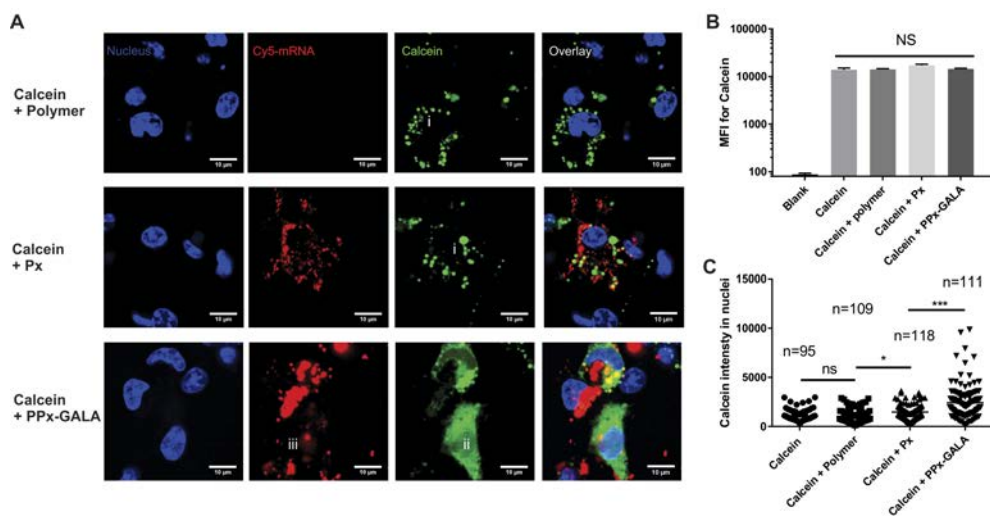 A
Nucleus
Cy5-mRNA
Calcein
Overlay
Calcein
+ Polymer
i
10 μm
10 μm
10 μm
10 μm
Calcein
+ Px
i
10 μm
10 μm
10 μm
10 μm
Calcein
+ PPx-GALA
iii
ii
10 μm
10 μm
10 μm
10 μm
B
NS
MFI for Calcein
100000
10000
1000
100
Blank
Calcein
Calcein + polymer
Calcein + Px
Calcein + PPx-GALA
C
Calcein intensty in nuclei
15000
10000
5000
0
n=95
n=109
n=118
n=111
ns
*
***
Calcein
Calcein + Polymer
Calcein + Px
Calcein + PPx-GALA